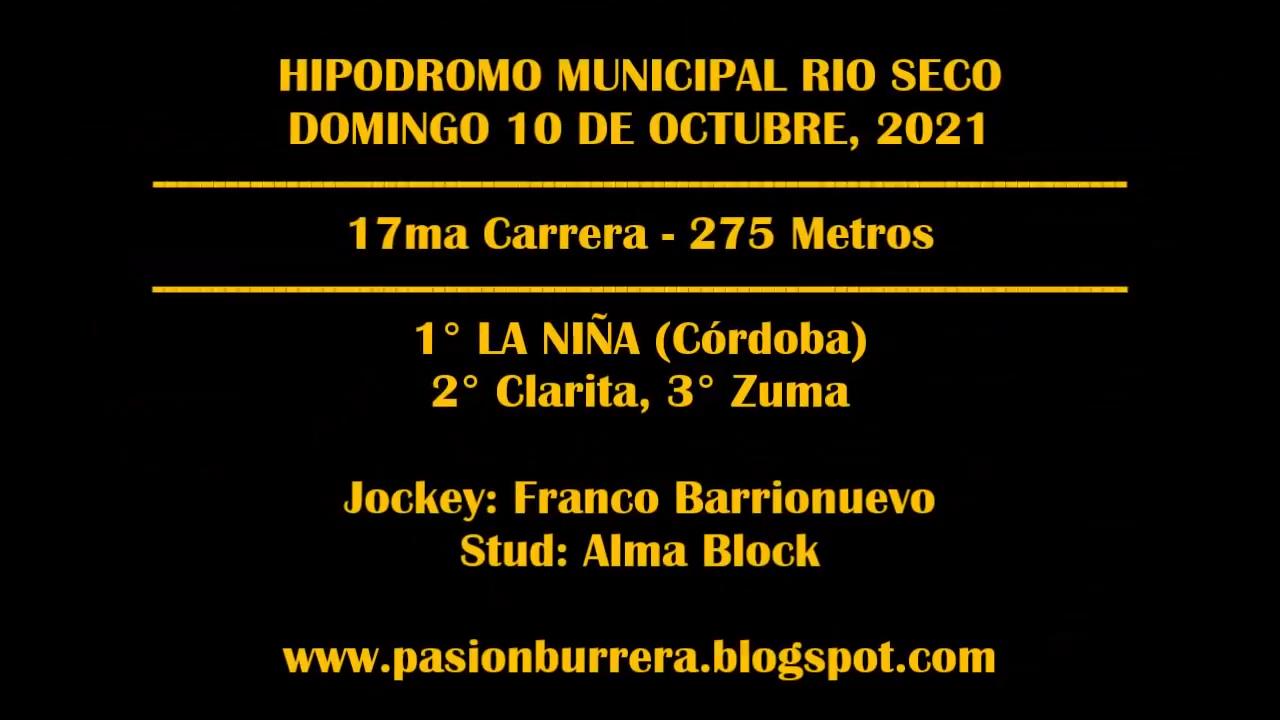 HIPODROMO MUNICIPAL RIO SECO
DOMINGO 10 DE OCTUBRE, 2021
17ma Carrera - 275 Metros
1° LA NIÑA (Córdoba)
2° Clarita, 3° Zuma
Jockey: Franco Barrionuevo
Stud: Alma Block
www.pasionburrera.blogspot.com